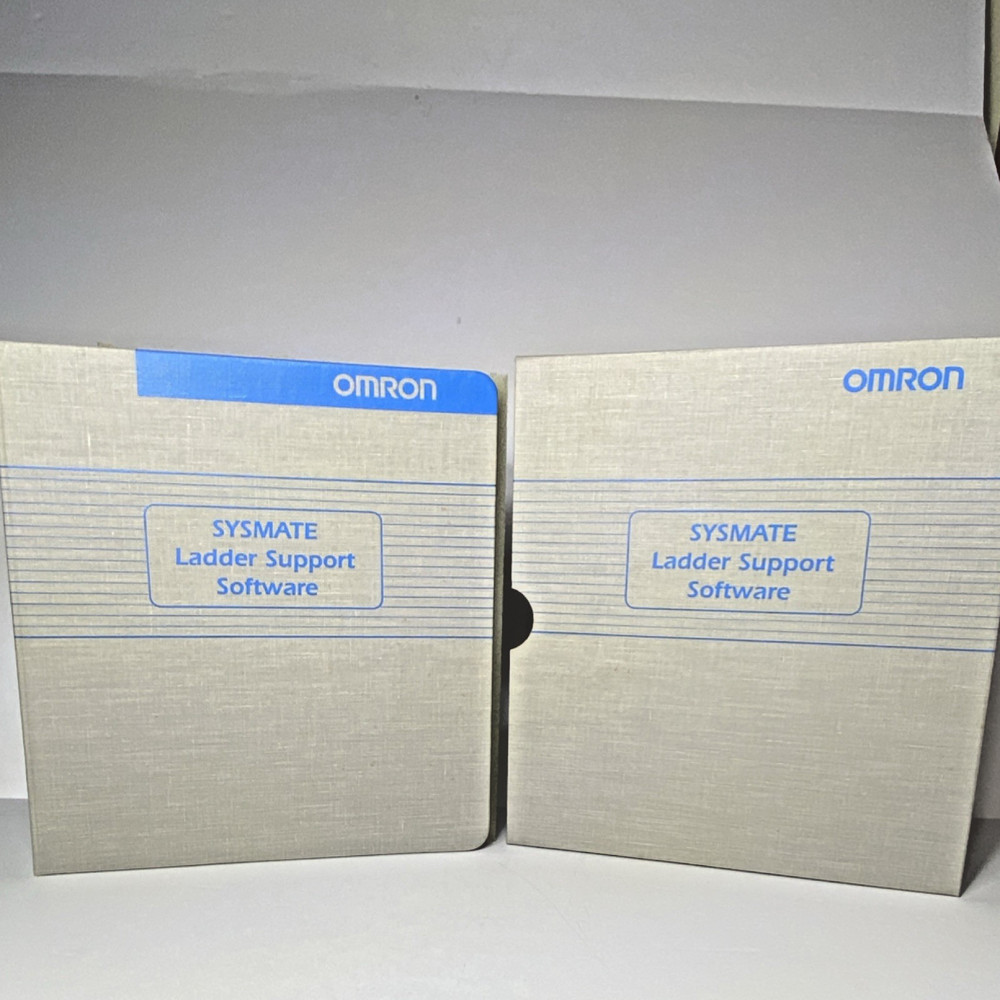 OMRON
SYSMATE
Ladder Support
Software
OMRON
SYSMATE
Ladder Support
Software